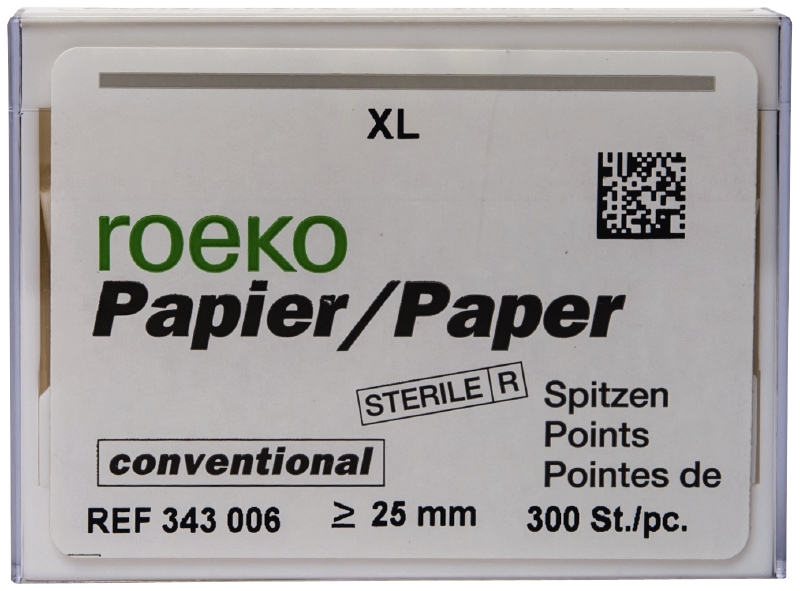 XL
roeko
Papier/Paper
STERILE R
Spitzen
Points
Pointes de
conventional
REF 343 006
≥ 25 mm
300 St./pc.